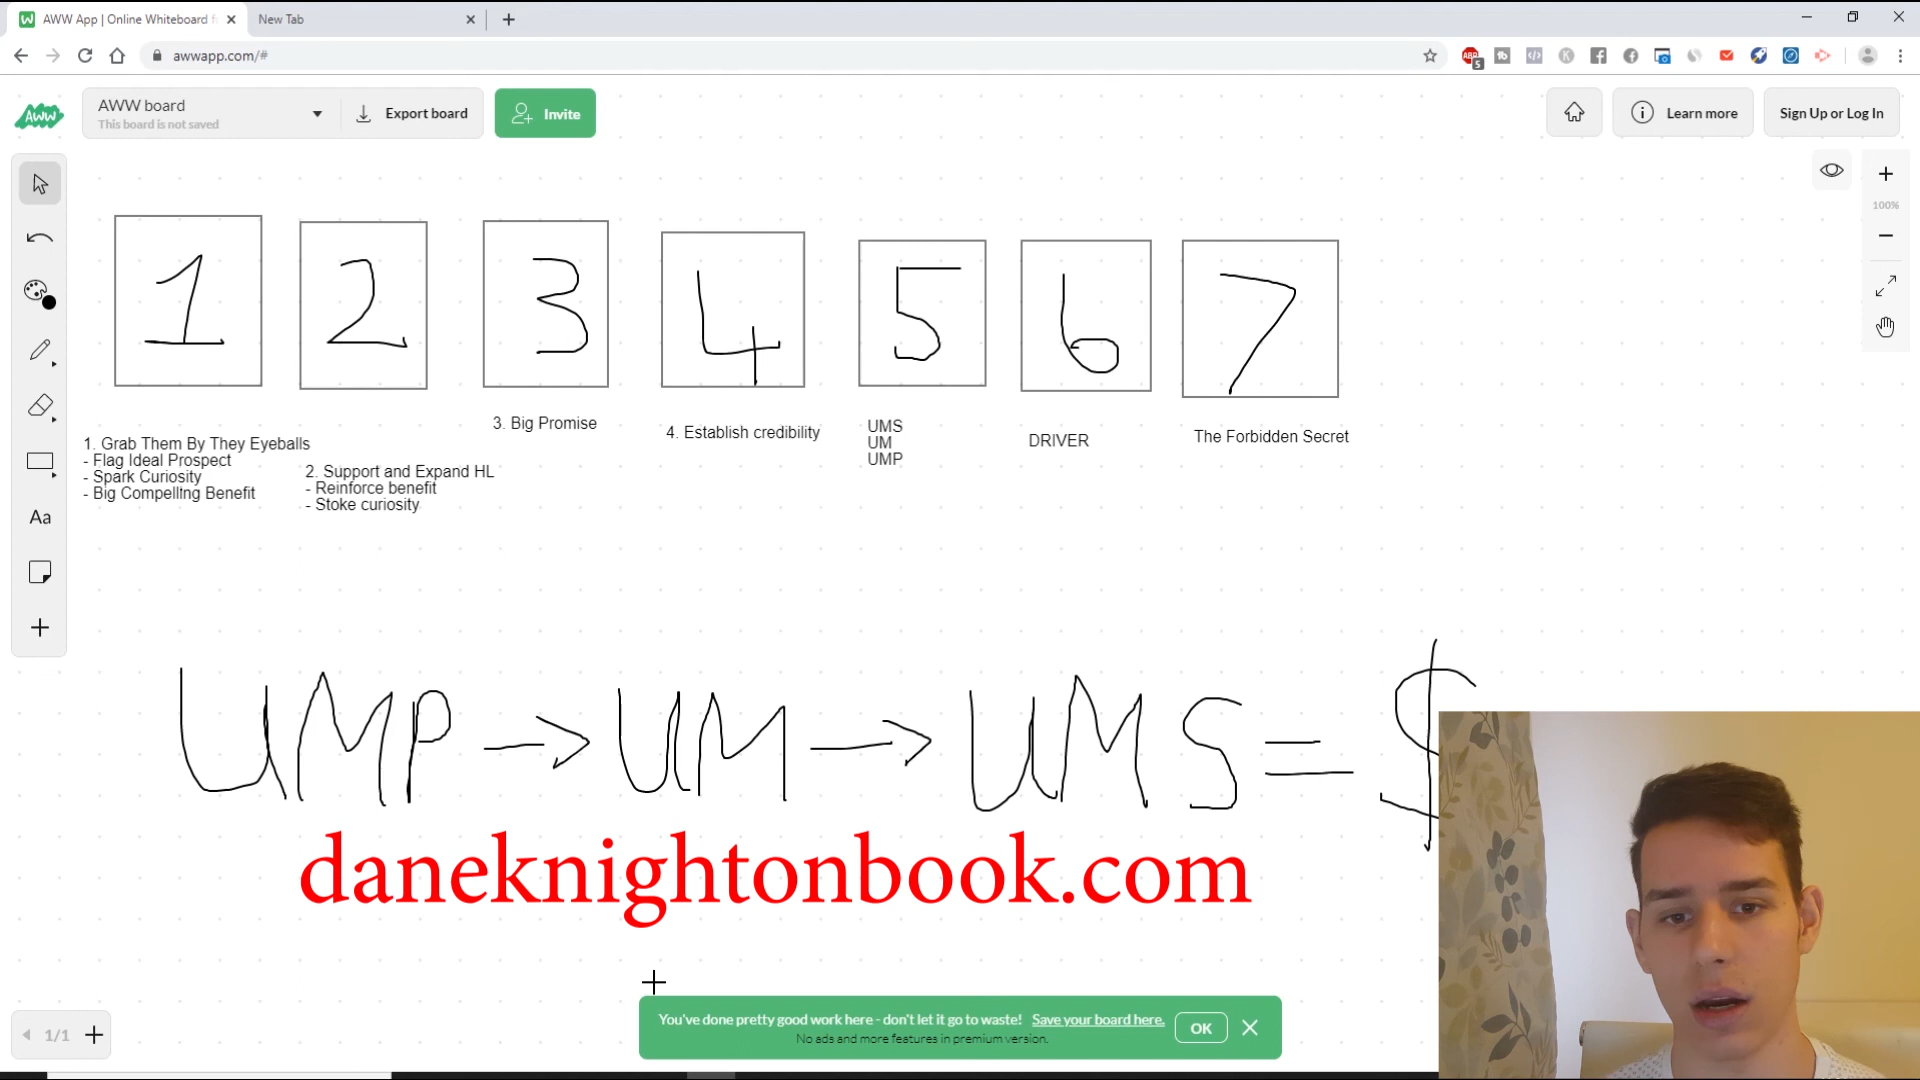 AWW App | Online Whiteboard f
New Tab
awwapp.com/#
ABP
5
AWW
AWW board
This board is not saved
Export board
Invite
Learn more
Sign Up or Log In
100%
1
2
3
4
5
6
7
1. Grab Them By They Eyeballs
- Flag Ideal Prospect
- Spark Curiosity
- Big Compelling Benefit
2. Support and Expand HL
- Reinforce benefit
- Stoke curiosity
3. Big Promise
4. Establish credibility
UMS
UM
UMP
DRIVER
The Forbidden Secret
Aa
UMP → UM → UMS = $
daneknightonbook.com
You've done pretty good work here - don't let it go to waste! Save your board here.
No ads and more features in premium version.
OK
1/1